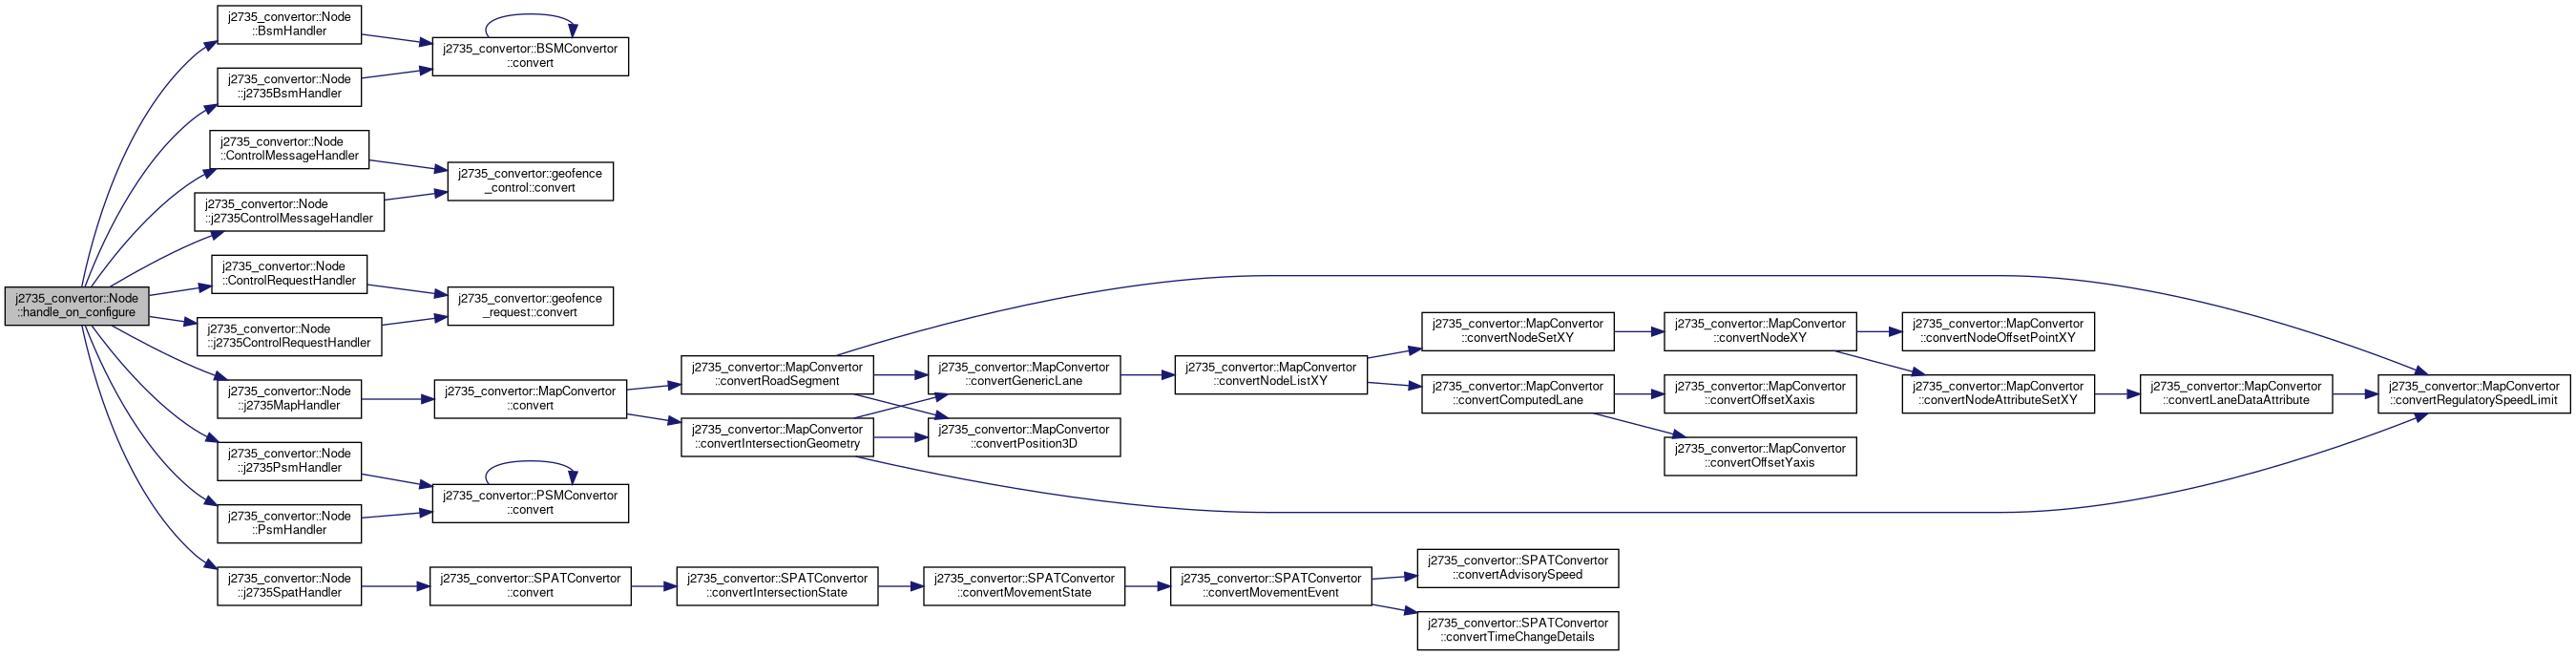 j2735_convertor::Node
::handle_on_configure
j2735_convertor::Node
::BsmHandler
j2735_convertor::Node
::j2735BsmHandler
j2735_convertor::BSMConvertor
::convert
j2735_convertor::Node
::ControlMessageHandler
j2735_convertor::Node
::j2735ControlMessageHandler
j2735_convertor::geofence
_control::convert
j2735_convertor::Node
::ControlRequestHandler
j2735_convertor::Node
::j2735ControlRequestHandler
j2735_convertor::geofence
_request::convert
j2735_convertor::Node
::j2735MapHandler
j2735_convertor::MapConvertor
::convert
j2735_convertor::MapConvertor
::convertRoadSegment
j2735_convertor::MapConvertor
::convertIntersectionGeometry
j2735_convertor::MapConvertor
::convertGenericLane
j2735_convertor::MapConvertor
::convertPosition3D
j2735_convertor::MapConvertor
::convertNodeListXY
j2735_convertor::MapConvertor
::convertNodeSetXY
j2735_convertor::MapConvertor
::convertComputedLane
j2735_convertor::MapConvertor
::convertNodeXY
j2735_convertor::MapConvertor
::convertOffsetXaxis
j2735_convertor::MapConvertor
::convertOffsetYaxis
j2735_convertor::MapConvertor
::convertNodeOffsetPointXY
j2735_convertor::MapConvertor
::convertNodeAttributeSetXY
j2735_convertor::MapConvertor
::convertLaneDataAttribute
j2735_convertor::MapConvertor
::convertRegulatorySpeedLimit
j2735_convertor::Node
::j2735PsmHandler
j2735_convertor::Node
::PsmHandler
j2735_convertor::PSMConvertor
::convert
j2735_convertor::Node
::j2735SpatHandler
j2735_convertor::SPATConvertor
::convert
j2735_convertor::SPATConvertor
::convertIntersectionState
j2735_convertor::SPATConvertor
::convertMovementState
j2735_convertor::SPATConvertor
::convertMovementEvent
j2735_convertor::SPATConvertor
::convertAdvisorySpeed
j2735_convertor::SPATConvertor
::convertTimeChangeDetails